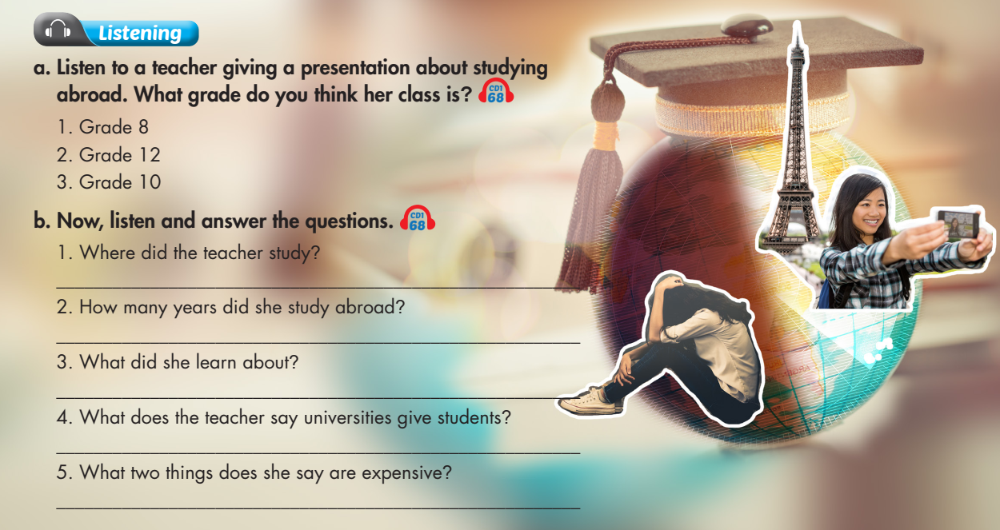 Listening
a. Listen to a teacher giving a presentation about studying
abroad. What grade do you think her class is? CD1 68
1. Grade 8
2. Grade 12
3. Grade 10
b. Now, listen and answer the questions. CD1 68
1. Where did the teacher study?
2. How many years did she study abroad?
3. What did she learn about?
4. What does the teacher say universities give students?
5. What two things does she say are expensive?